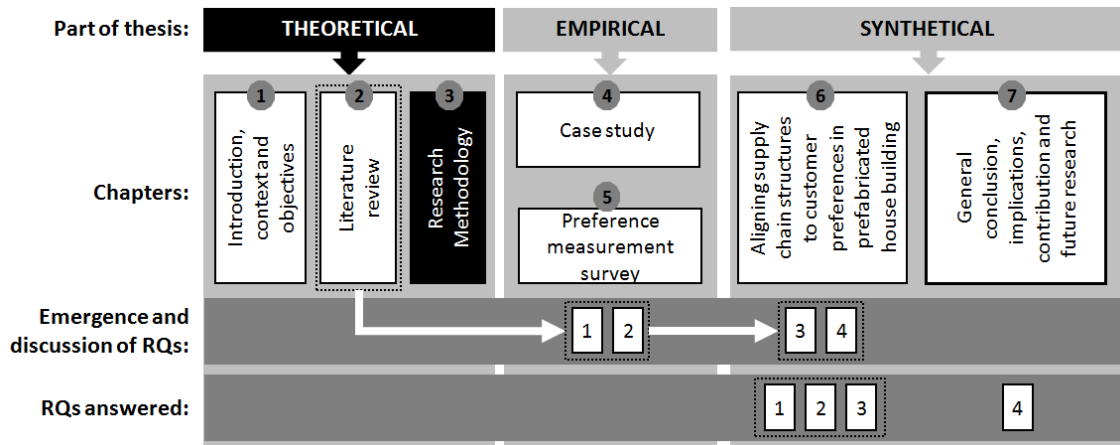 Part of thesis:
THEORETICAL
EMPIRICAL
SYNTHETICAL
Chapters:
1
Introduction,
context and
objectives
2
Literature
review
3
Research
Methodology
4
Case study
5
Preference
measurement
survey
6
Aligning supply
chain structures
to customer
preferences in
prefabricated
house building
7
General
conclusion,
implications,
contribution and
future research
Emergence and
discussion of RQs:
1 2
3 4
RQs answered:
1 2 3
4